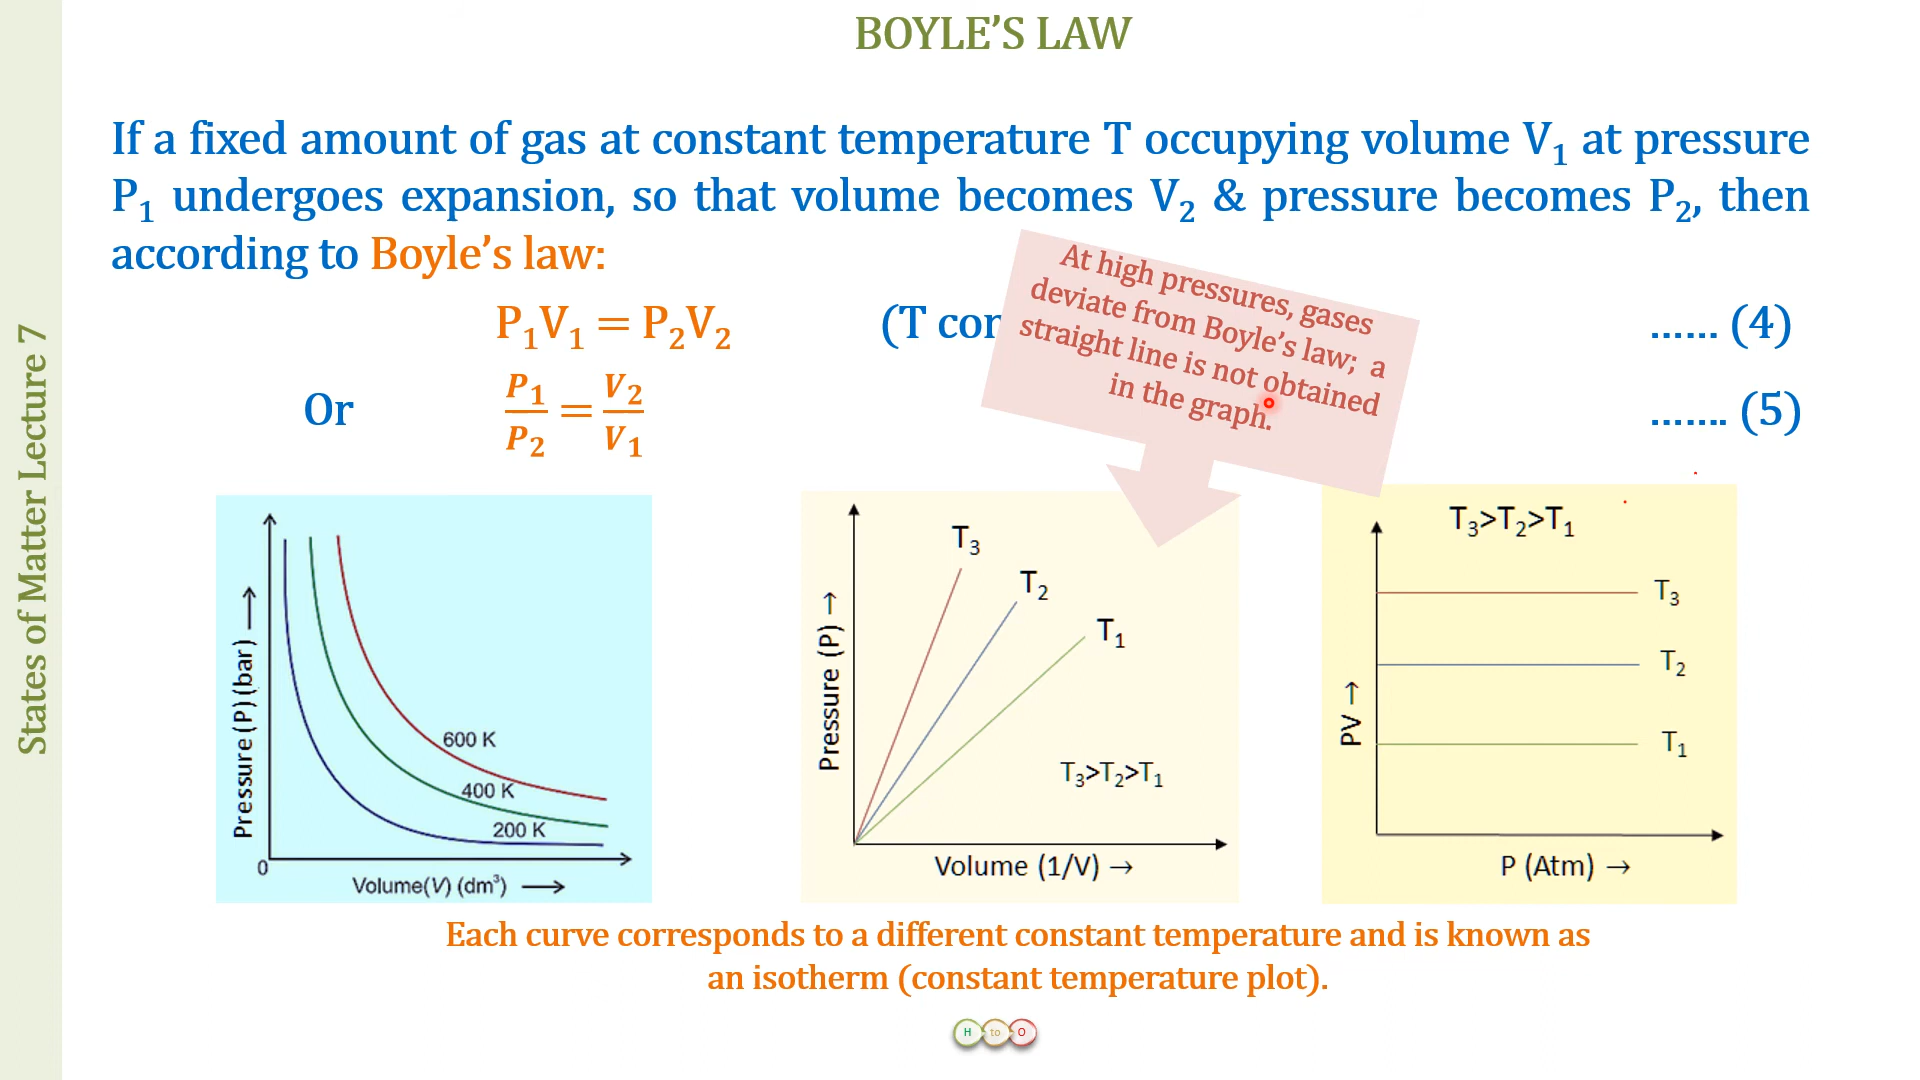 BOYLE’S LAW
States of Matter Lecture 7
If a fixed amount of gas at constant temperature T occupying volume V₁ at pressure
P₁ undergoes expansion, so that volume becomes V₂ & pressure becomes P₂, then
according to Boyle’s law:
P₁V₁ = P₂V₂ (T con ...... (4)
Or P₁/P₂ = V₂/V₁ ....... (5)
At high pressures, gases
deviate from Boyle’s law; a
straight line is not obtained
in the graph.
Pressure (P) (bar) →
600 K
400 K
200 K
0
Volume(V) (dm³) →
Pressure (P) →
T₃
T₂
T₁
T₃>T₂>T₁
Volume (1/V) →
T₃>T₂>T₁
PV →
T₃
T₂
T₁
P (Atm) →
Each curve corresponds to a different constant temperature and is known as
an isotherm (constant temperature plot).
H to O